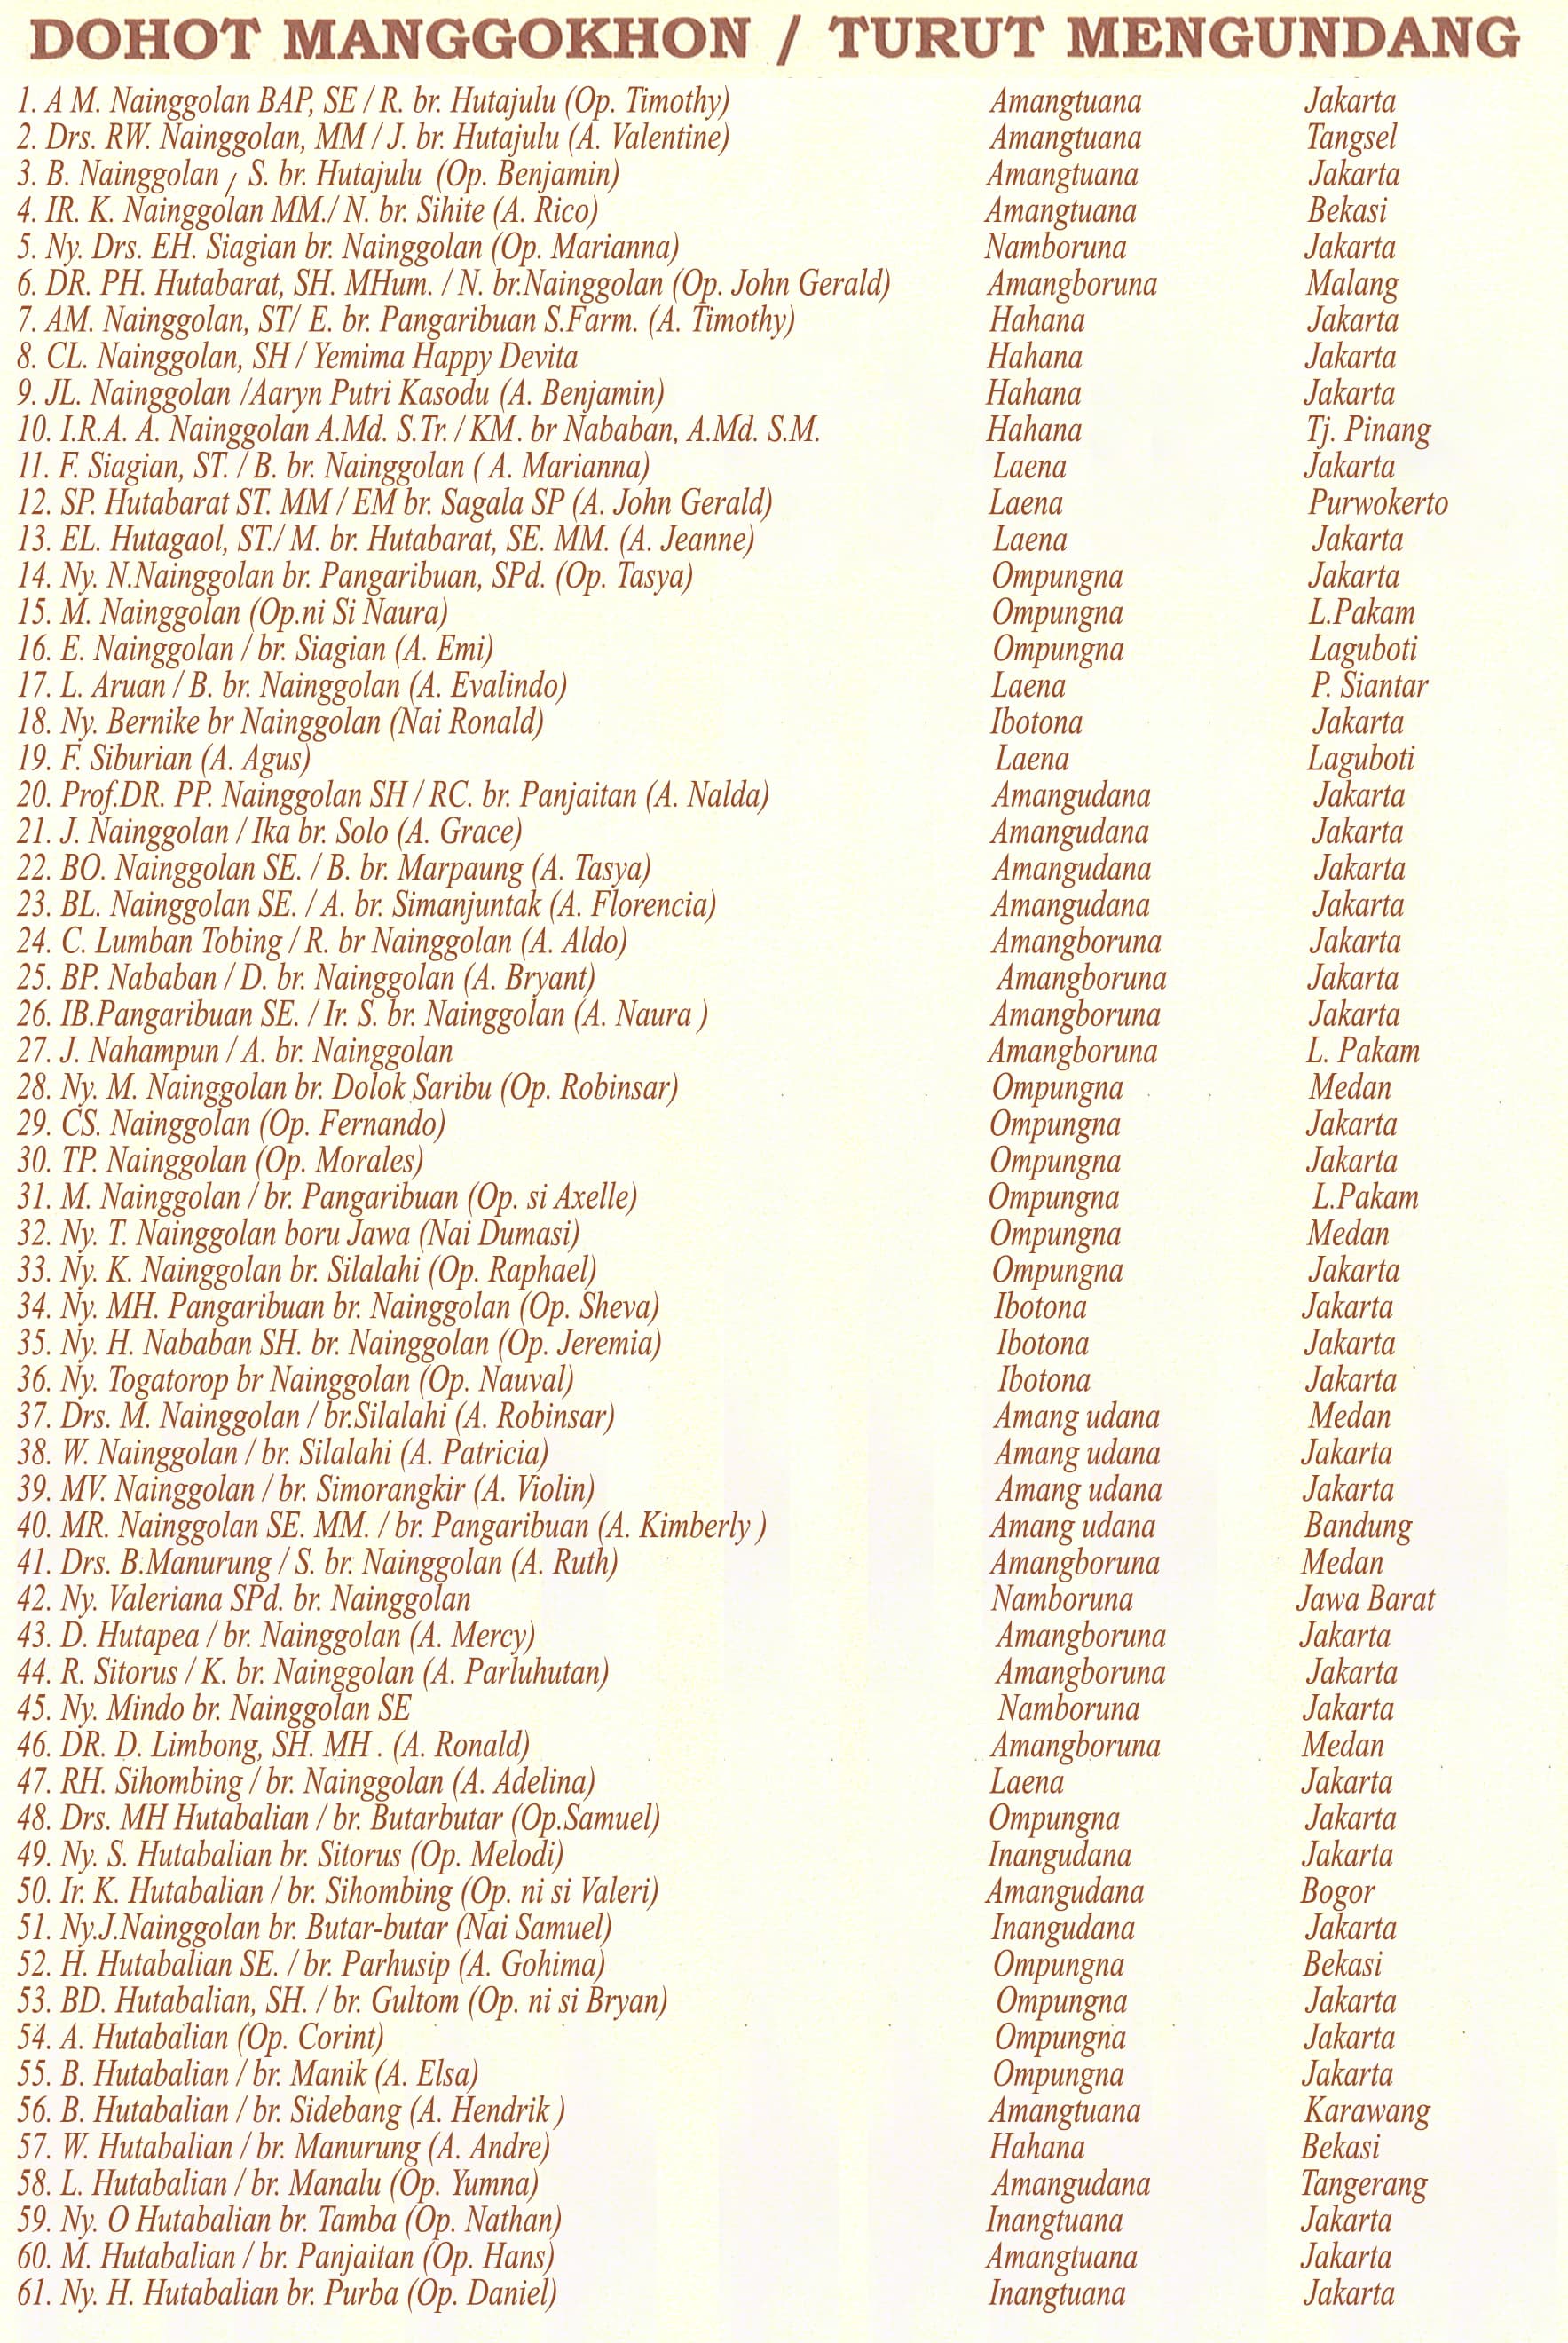 DOHOT MANGGOKHON / TURUT MENGUNDANG
1. A M. Nainggolan BAP, SE / R. br. Hutajulu (Op. Timothy) Amangtuana Jakarta
2. Drs. RW. Nainggolan, MM / J. br. Hutajulu (A. Valentine) Amangtuana Tangsel
3. B. Nainggolan / S. br. Hutajulu (Op. Benjamin) Amangtuana Jakarta
4. IR. K. Nainggolan MM./ N. br. Sihite (A. Rico) Amangtuana Bekasi
5. Ny. Drs. EH. Siagian br. Nainggolan (Op. Marianna) Namboruna Jakarta
6. DR. PH. Hutabarat, SH. MHum. / N. br.Nainggolan (Op. John Gerald) Amangboruna Malang
7. AM. Nainggolan, ST/ E. br. Pangaribuan S.Farm. (A. Timothy) Hahana Jakarta
8. CL. Nainggolan, SH / Yemima Happy Devita Hahana Jakarta
9. JL. Nainggolan /Aaryn Putri Kasodu (A. Benjamin) Hahana Jakarta
10. I.R.A. A. Nainggolan A.Md. S.Tr. / KM. br Nababan, A.Md. S.M. Hahana Tj. Pinang
11. F. Siagian, ST. / B. br. Nainggolan ( A. Marianna) Laena Jakarta
12. SP. Hutabarat ST. MM / EM br. Sagala SP (A. John Gerald) Laena Purwokerto
13. EL. Hutagaol, ST./ M. br. Hutabarat, SE. MM. (A. Jeanne) Laena Jakarta
14. Ny. N.Nainggolan br. Pangaribuan, SPd. (Op. Tasya) Ompungna Jakarta
15. M. Nainggolan (Op.ni Si Naura) Ompungna L.Pakam
16. E. Nainggolan / br. Siagian (A. Emi) Ompungna Laguboti
17. L. Aruan / B. br. Nainggolan (A. Evalindo) Laena P. Siantar
18. Ny. Bernike br Nainggolan (Nai Ronald) Ibotona Jakarta
19. F. Siburian (A. Agus) Laena Laguboti
20. Prof.DR. PP. Nainggolan SH / RC. br. Panjaitan (A. Nalda) Amangudana Jakarta
21. J. Nainggolan / Ika br. Solo (A. Grace) Amangudana Jakarta
22. BO. Nainggolan SE. / B. br. Marpaung (A. Tasya) Amangudana Jakarta
23. BL. Nainggolan SE. / A. br. Simanjuntak (A. Florencia) Amangudana Jakarta
24. C. Lumban Tobing / R. br Nainggolan (A. Aldo) Amangboruna Jakarta
25. BP. Nababan / D. br. Nainggolan (A. Bryant) Amangboruna Jakarta
26. IB.Pangaribuan SE. / Ir. S. br. Nainggolan (A. Naura ) Amangboruna Jakarta
27. J. Nahampun / A. br. Nainggolan Amangboruna L. Pakam
28. Ny. M. Nainggolan br. Dolok Saribu (Op. Robinsar) Ompungna Medan
29. CS. Nainggolan (Op. Fernando) Ompungna Jakarta
30. TP. Nainggolan (Op. Morales) Ompungna Jakarta
31. M. Nainggolan / br. Pangaribuan (Op. si Axelle) Ompungna L.Pakam
32. Ny. T. Nainggolan boru Jawa (Nai Dumasi) Ompungna Medan
33. Ny. K. Nainggolan br. Silalahi (Op. Raphael) Ompungna Jakarta
34. Ny. MH. Pangaribuan br. Nainggolan (Op. Sheva) Ibotona Jakarta
35. Ny. H. Nababan SH. br. Nainggolan (Op. Jeremia) Ibotona Jakarta
36. Ny. Togatorop br Nainggolan (Op. Nauval) Ibotona Jakarta
37. Drs. M. Nainggolan / br.Silalahi (A. Robinsar) Amang udana Medan
38. W. Nainggolan / br. Silalahi (A. Patricia) Amang udana Jakarta
39. MV. Nainggolan / br. Simorangkir (A. Violin) Amang udana Jakarta
40. MR. Nainggolan SE. MM. / br. Pangaribuan (A. Kimberly ) Amang udana Bandung
41. Drs. B.Manurung / S. br. Nainggolan (A. Ruth) Amangboruna Medan
42. Ny. Valeriana SPd. br. Nainggolan Namboruna Jawa Barat
43. D. Hutapea / br. Nainggolan (A. Mercy) Amangboruna Jakarta
44. R. Sitorus / K. br. Nainggolan (A. Parluhutan) Amangboruna Jakarta
45. Ny. Mindo br. Nainggolan SE Namboruna Jakarta
46. DR. D. Limbong, SH. MH . (A. Ronald) Amangboruna Medan
47. RH. Sihombing / br. Nainggolan (A. Adelina) Laena Jakarta
48. Drs. MH Hutabalian / br. Butarbutar (Op.Samuel) Ompungna Jakarta
49. Ny. S. Hutabalian br. Sitorus (Op. Melodi) Inangudana Jakarta
50. Ir. K. Hutabalian / br. Sihombing (Op. ni si Valeri) Amangudana Bogor
51. Ny.J.Nainggolan br. Butar-butar (Nai Samuel) Inangudana Jakarta
52. H. Hutabalian SE. / br. Parhusip (A. Gohima) Ompungna Bekasi
53. BD. Hutabalian, SH. / br. Gultom (Op. ni si Bryan) Ompungna Jakarta
54. A. Hutabalian (Op. Corint) Ompungna Jakarta
55. B. Hutabalian / br. Manik (A. Elsa) Ompungna Jakarta
56. B. Hutabalian / br. Sidebang (A. Hendrik ) Amangtuana Karawang
57. W. Hutabalian / br. Manurung (A. Andre) Hahana Bekasi
58. L. Hutabalian / br. Manalu (Op. Yumna) Amangudana Tangerang
59. Ny. O Hutabalian br. Tamba (Op. Nathan) Inangtuana Jakarta
60. M. Hutabalian / br. Panjaitan (Op. Hans) Amangtuana Jakarta
61. Ny. H. Hutabalian br. Purba (Op. Daniel) Inangtuana Jakarta